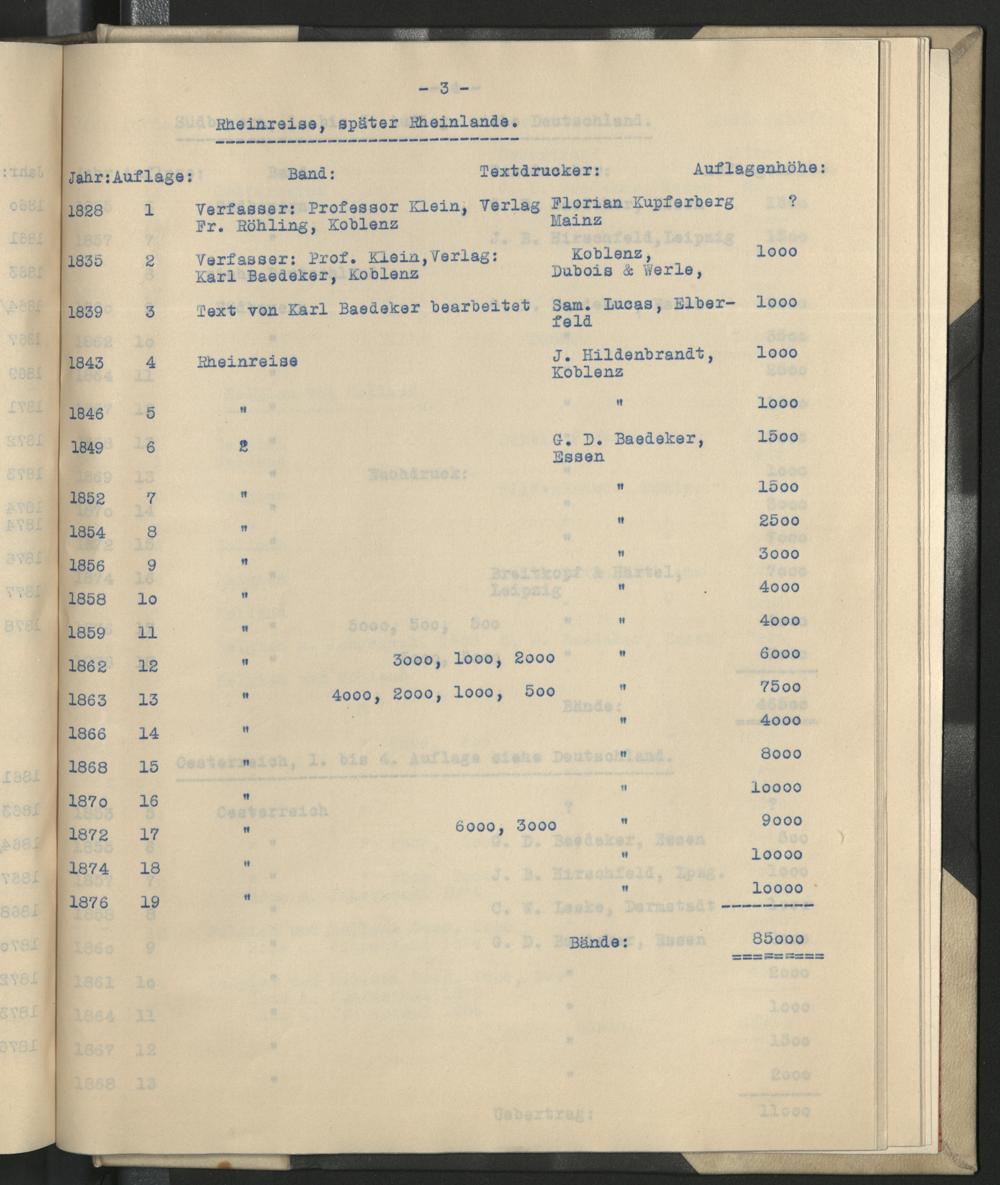 - 3 -
Rheinreise, später Rheinlande.
Jahr: Auflage: Band: Textdrucker: Auflagenhöhe:
1828 1 Verfasser: Professor Klein, Verlag Florian Kupferberg ?
Fr. Röhling, Koblenz Mainz
1835 2 Verfasser: Prof. Klein,Verlag: Koblenz, 1ooo
Karl Baedeker, Koblenz Dubois & Werle,
1839 3 Text von Karl Baedeker bearbeitet Sam. Lucas, Elber- 1ooo
feld
1843 4 Rheinreise J. Hildenbrandt, 1ooo
Koblenz
1846 5 " " 1ooo
1849 6 2 G. D. Baedeker, 15oo
Essen
1852 7 " " 15oo
1854 8 " " 25oo
1856 9 " " 3ooo
1858 1o " " 4ooo
1859 11 " " 4ooo
1862 12 " 3ooo, 1ooo, 2ooo " 6ooo
1863 13 " 4ooo, 2ooo, 1ooo, 5oo " 75oo
1866 14 " " 4ooo
1868 15 " " 8ooo
187o 16 " " 1oooo
1872 17 " 6ooo, 3ooo " 9ooo
1874 18 " " 1oooo
1876 19 " " 1oooo
Bände: 85ooo